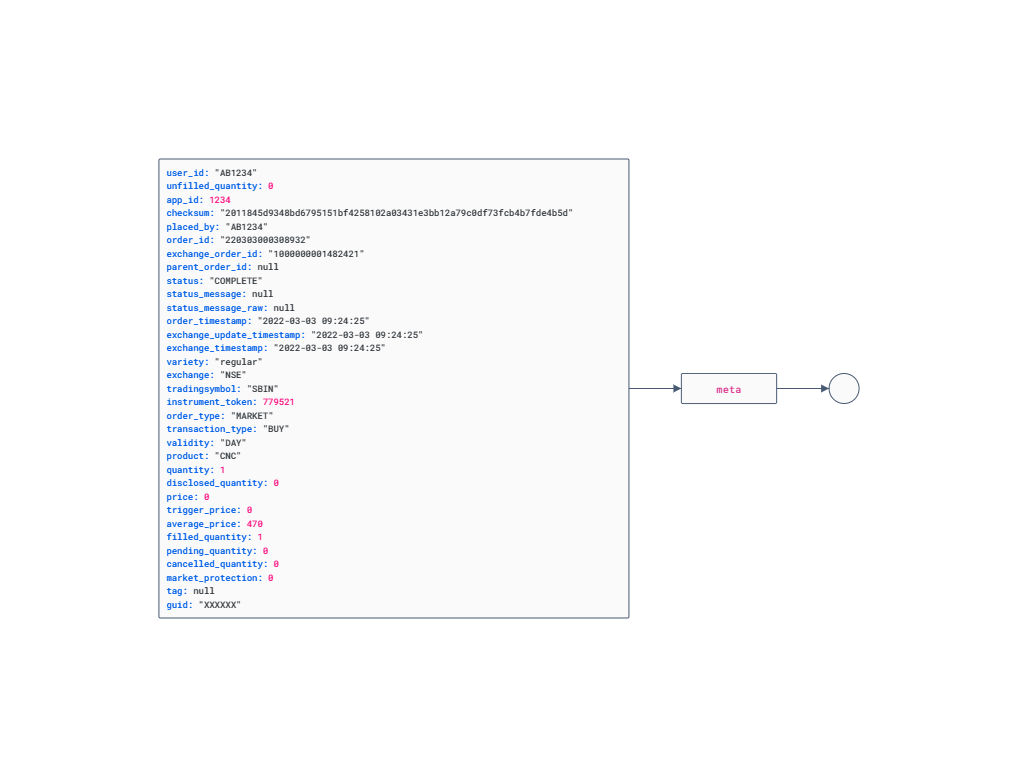 user_id: "AB1234"
unfilled_quantity: 0
app_id: 1234
checksum: "2011845d9348bd6795151bf4258102a03431e3bb12a79c0df73fcb4b7fde4b5d"
placed_by: "AB1234"
order_id: "220303000308932"
exchange_order_id: "1000000001482421"
parent_order_id: null
status: "COMPLETE"
status_message: null
status_message_raw: null
order_timestamp: "2022-03-03 09:24:25"
exchange_update_timestamp: "2022-03-03 09:24:25"
exchange_timestamp: "2022-03-03 09:24:25"
variety: "regular"
exchange: "NSE"
tradingsymbol: "SBIN"
instrument_token: 779521
order_type: "MARKET"
transaction_type: "BUY"
validity: "DAY"
product: "CNC"
quantity: 1
disclosed_quantity: 0
price: 0
trigger_price: 0
average_price: 470
filled_quantity: 1
pending_quantity: 0
cancelled_quantity: 0
market_protection: 0
tag: null
guid: "XXXXXX"
meta